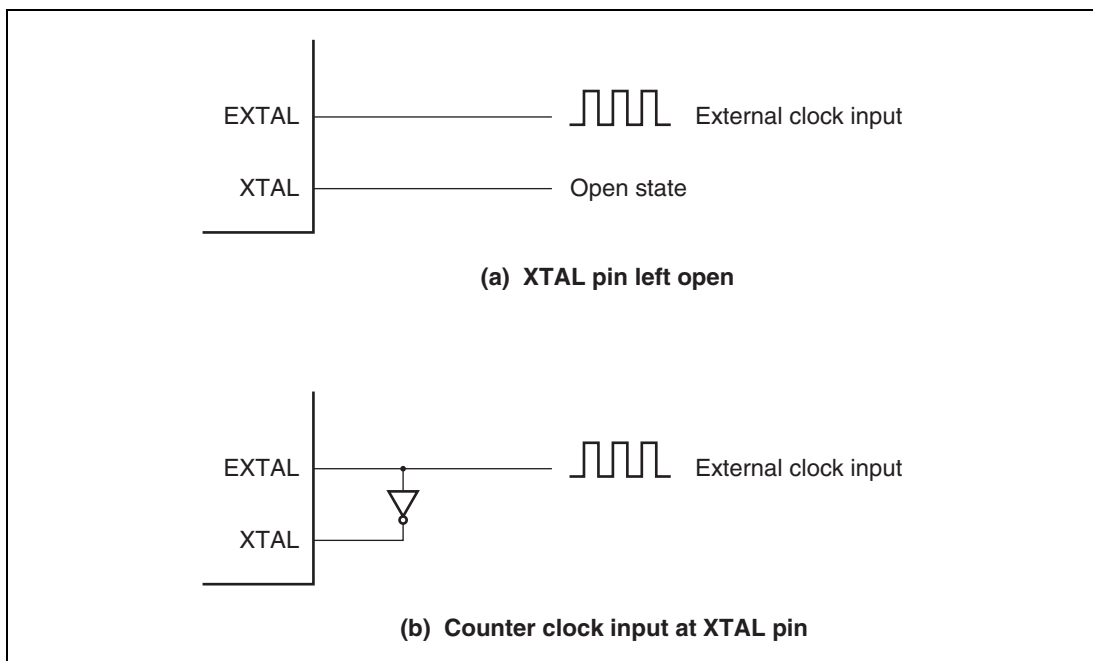 EXTAL External clock input
XTAL Open state
(a) XTAL pin left open
EXTAL External clock input
XTAL
(b) Counter clock input at XTAL pin